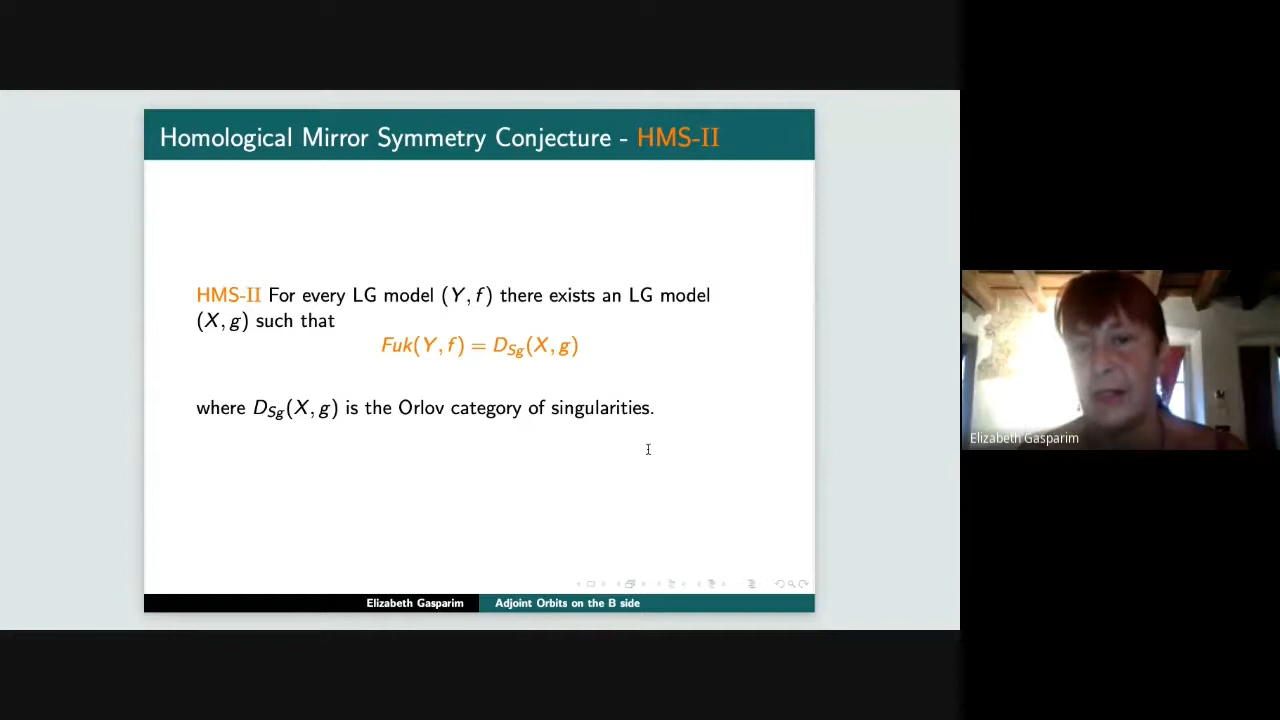 Homological Mirror Symmetry Conjecture - HMS-II
HMS-II For every LG model (Y, f) there exists an LG model
(X, g) such that
Fuk(Y, f) = D_Sg(X, g)
where D_Sg(X, g) is the Orlov category of singularities.
Elizabeth Gasparim
Adjoint Orbits on the B side
Elizabeth Gasparim